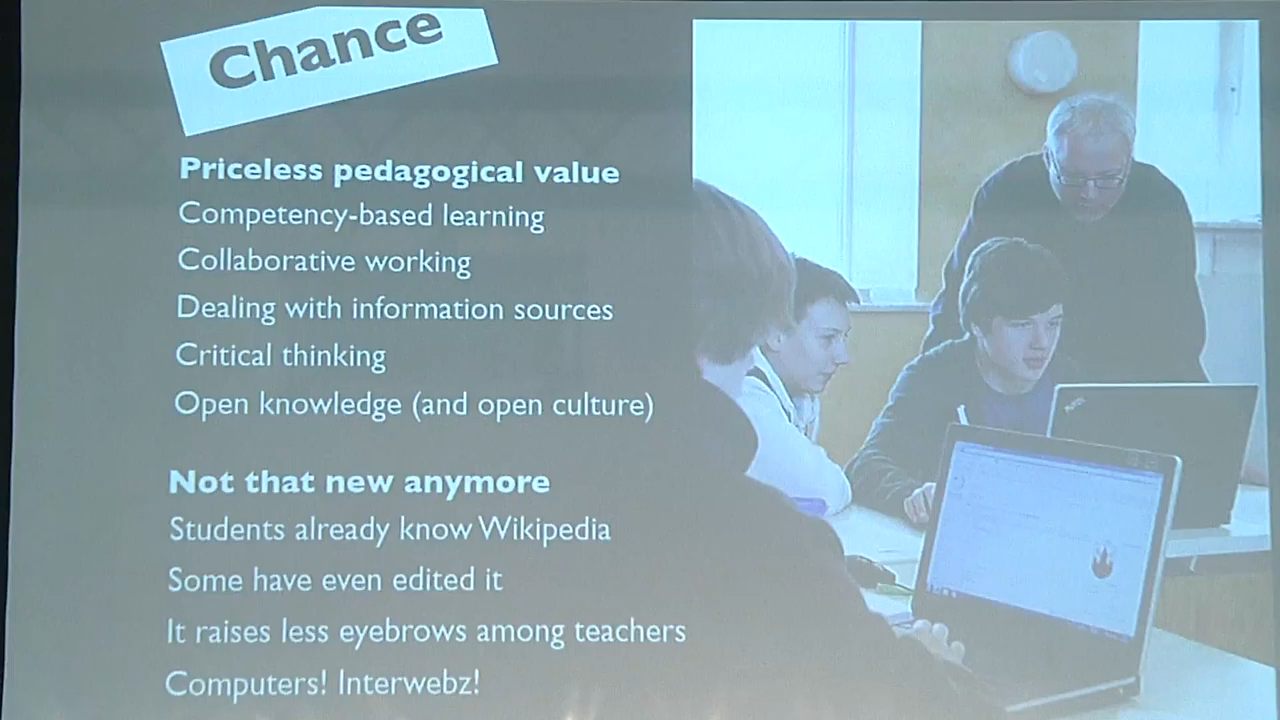 Chance
Priceless pedagogical value
Competency-based learning
Collaborative working
Dealing with information sources
Critical thinking
Open knowledge (and open culture)
Not that new anymore
Students already know Wikipedia
Some have even edited it
It raises less eyebrows among teachers
Computers! Interwebz!